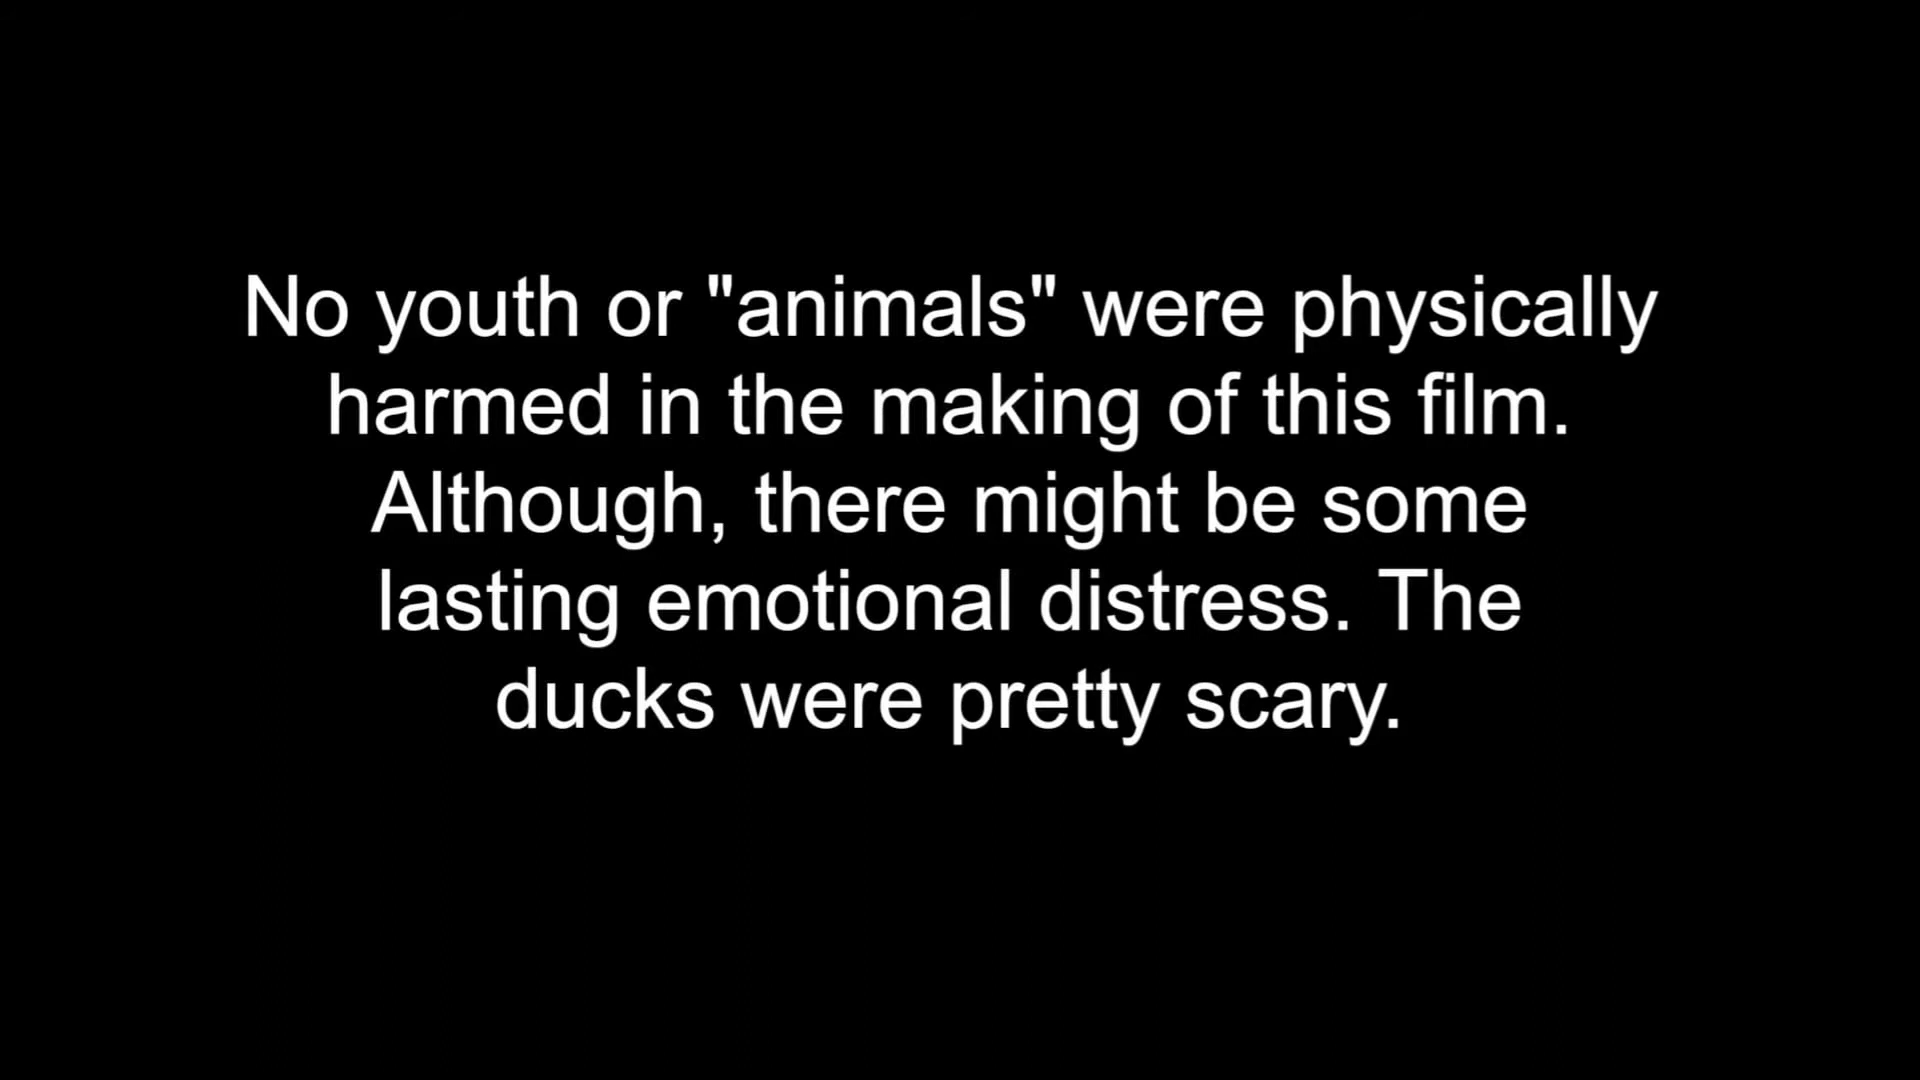 No youth or "animals" were physically
harmed in the making of this film.
Although, there might be some
lasting emotional distress. The
ducks were pretty scary.